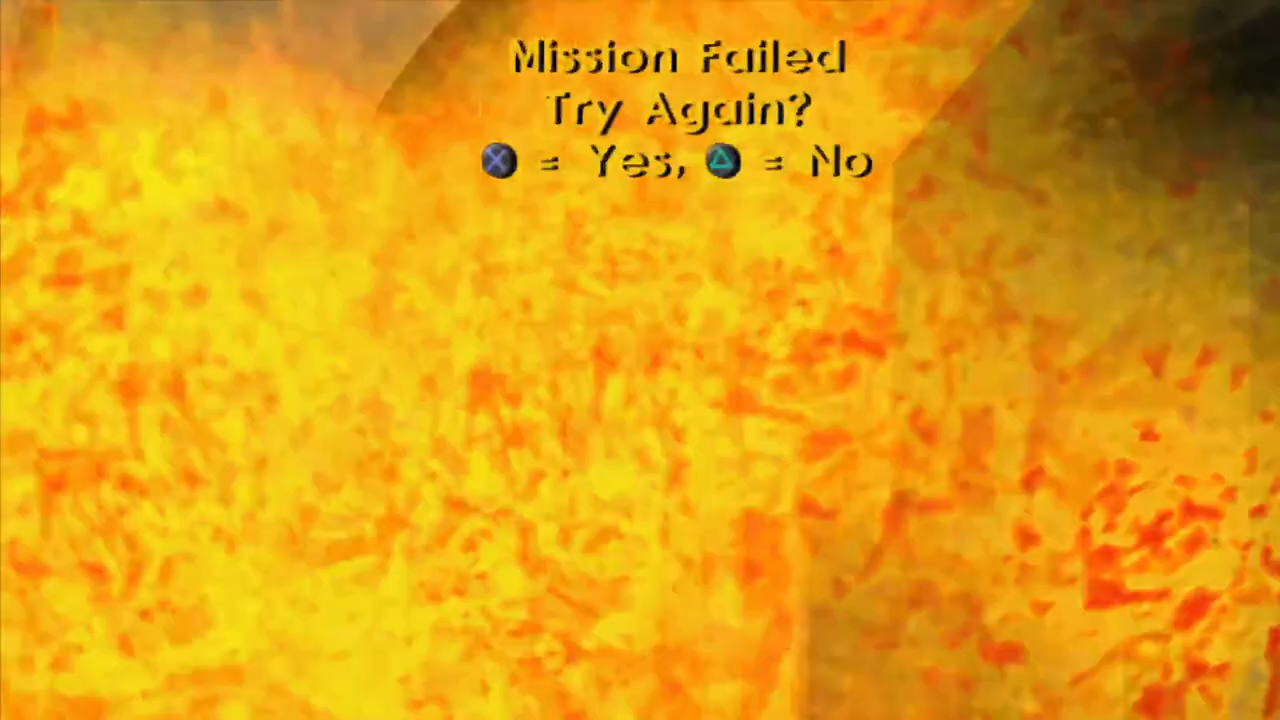 Mission Failed
Try Again?
Ⓧ = Yes, △ = No